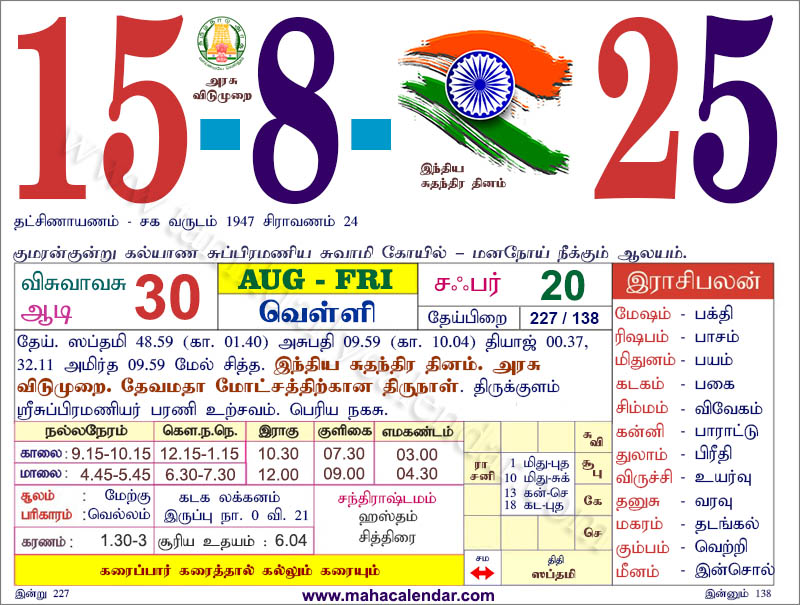 15-8-25
அரசு
விடுமுறை
இந்திய
சுதந்திர தினம்
தட்சிணாயணம் - சக வருடம் 1947 சிராவணம் 24
குமரன்குன்று கல்யாண சுப்பிரமணிய சுவாமி கோயில் – மனநோய் நீக்கும் ஆலயம்.
விசுவாவசு
ஆடி
30
AUG - FRI
வெள்ளி
சஃபர்
20
தேய்பிறை
227 / 138
தேய். ஸப்தமி 48.59 (கா. 01.40) அசுபதி 09.59 (கா. 10.04) தியாஜ் 00.37,
32.11 அமிர்த 09.59 மேல் சித்த. இந்திய சுதந்திர தினம். அரசு
விடுமுறை. தேவமதா மோட்சத்திற்கான திருநாள். திருக்குளம்
ஸ்ரீசுப்பிரமணியர் பரணி உற்சவம். பெரிய நகசு.
நல்லநேரம் கௌ.ந.நெ. இராகு குளிகை எமகண்டம்
காலை: 9.15-10.15 12.15-1.15 10.30 07.30 03.00
மாலை: 4.45-5.45 6.30-7.30 12.00 09.00 04.30
சூலம் : மேற்கு
பரிகாரம் : வெல்லம்
கடக லக்கனம்
இருப்பு நா. 0 வி. 21
கரணம் : 1.30-3
சூரிய உதயம் : 6.04
சந்திராஷ்டமம்
ஹஸ்தம்
சித்திரை
கரைப்பார் கரைத்தால் கல்லும் கரையும்
சுவி
ரா
சனி
1 மிது-புத
10 மிது-சுக்
13 கன்-செ
18 கட-புத
சூபு
கே
செ
சம
திதி
ஸப்தமி
இராசிபலன்
மேஷம் - பக்தி
ரிஷபம் - பாசம்
மிதுனம் - பயம்
கடகம் - பகை
சிம்மம் - விவேகம்
கன்னி - பாராட்டு
துலாம் - பிரீதி
விருச்சி - உயர்வு
தனுசு - வரவு
மகரம் - தடங்கல்
கும்பம் - வெற்றி
மீனம் - இன்சொல்
இன்று 227
www.mahacalendar.com
இன்னும் 138